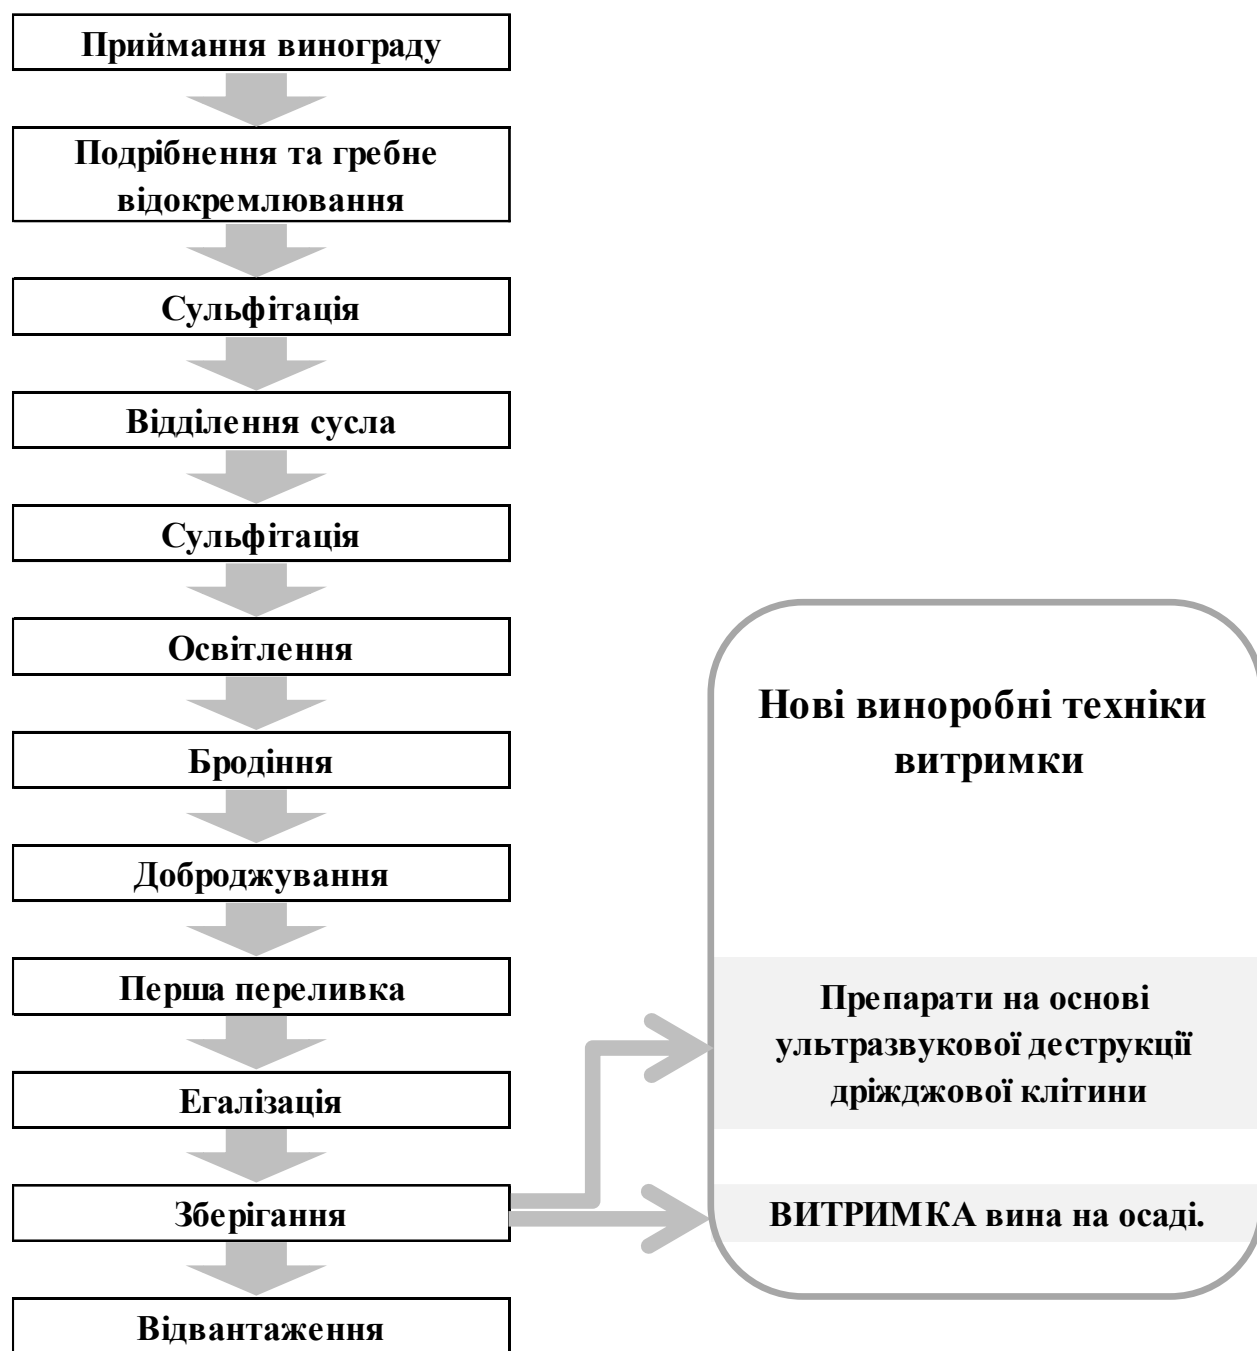 Приймання винограду
Подрібнення та гребне
відокремлювання
Сульфітація
Відділення сусла
Сульфітація
Освітлення
Бродіння
Доброджування
Перша переливка
Егалізація
Зберігання
Відвантаження
Нові виноробні техніки
витримки
Препарати на основі
ультразвукової деструкції
дріжджової клітини
ВИТРИМКА вина на осаді.